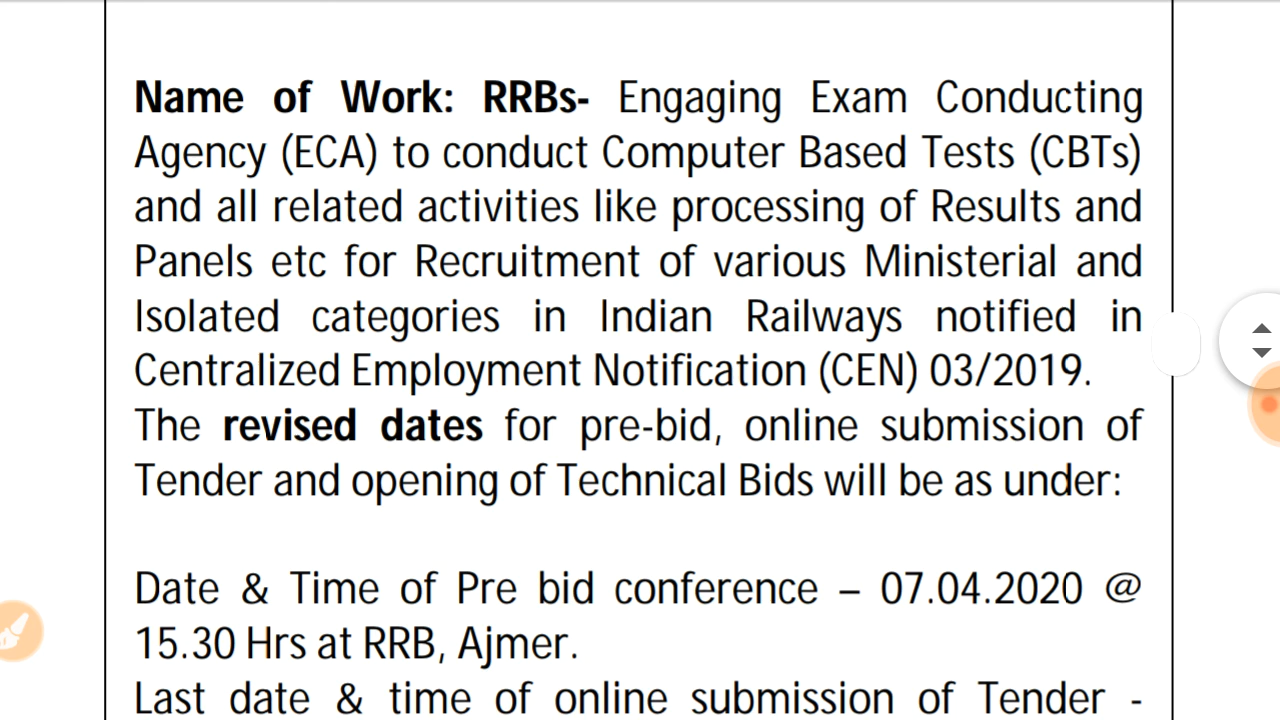 Name of Work: RRBs- Engaging Exam Conducting
Agency (ECA) to conduct Computer Based Tests (CBTs)
and all related activities like processing of Results and
Panels etc for Recruitment of various Ministerial and
Isolated categories in Indian Railways notified in
Centralized Employment Notification (CEN) 03/2019.
The revised dates for pre-bid, online submission of
Tender and opening of Technical Bids will be as under:
Date & Time of Pre bid conference – 07.04.2020 @
15.30 Hrs at RRB, Ajmer.
Last date & time of online submission of Tender -